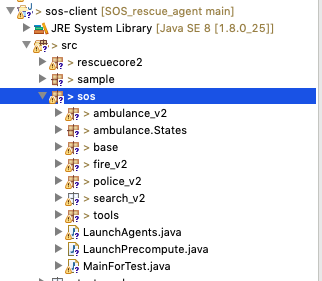 > sos-client [SOS_rescue_agent main]
JRE System Library [Java SE 8 [1.8.0_25]]
> src
> rescuecore2
> sample
> sos
> ambulance_v2
ambulance.States
> base
> fire_v2
> police_v2
> search_v2
> tools
LaunchAgents.java
LaunchPrecompute.java
MainForTest.java